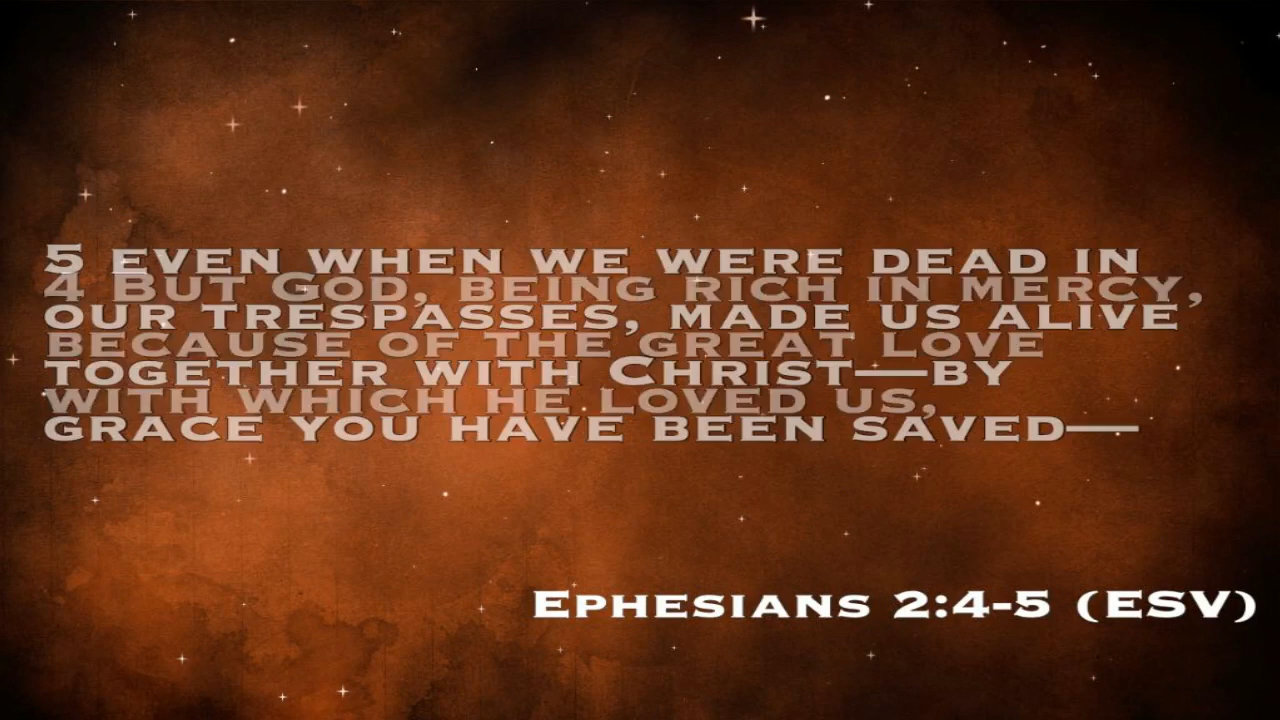 5 even when we were dead in
4 But God, being rich in mercy,
our trespasses, made us alive
because of the great love
together with Christ—by
with which he loved us,
grace you have been saved—
Ephesians 2:4-5 (ESV)